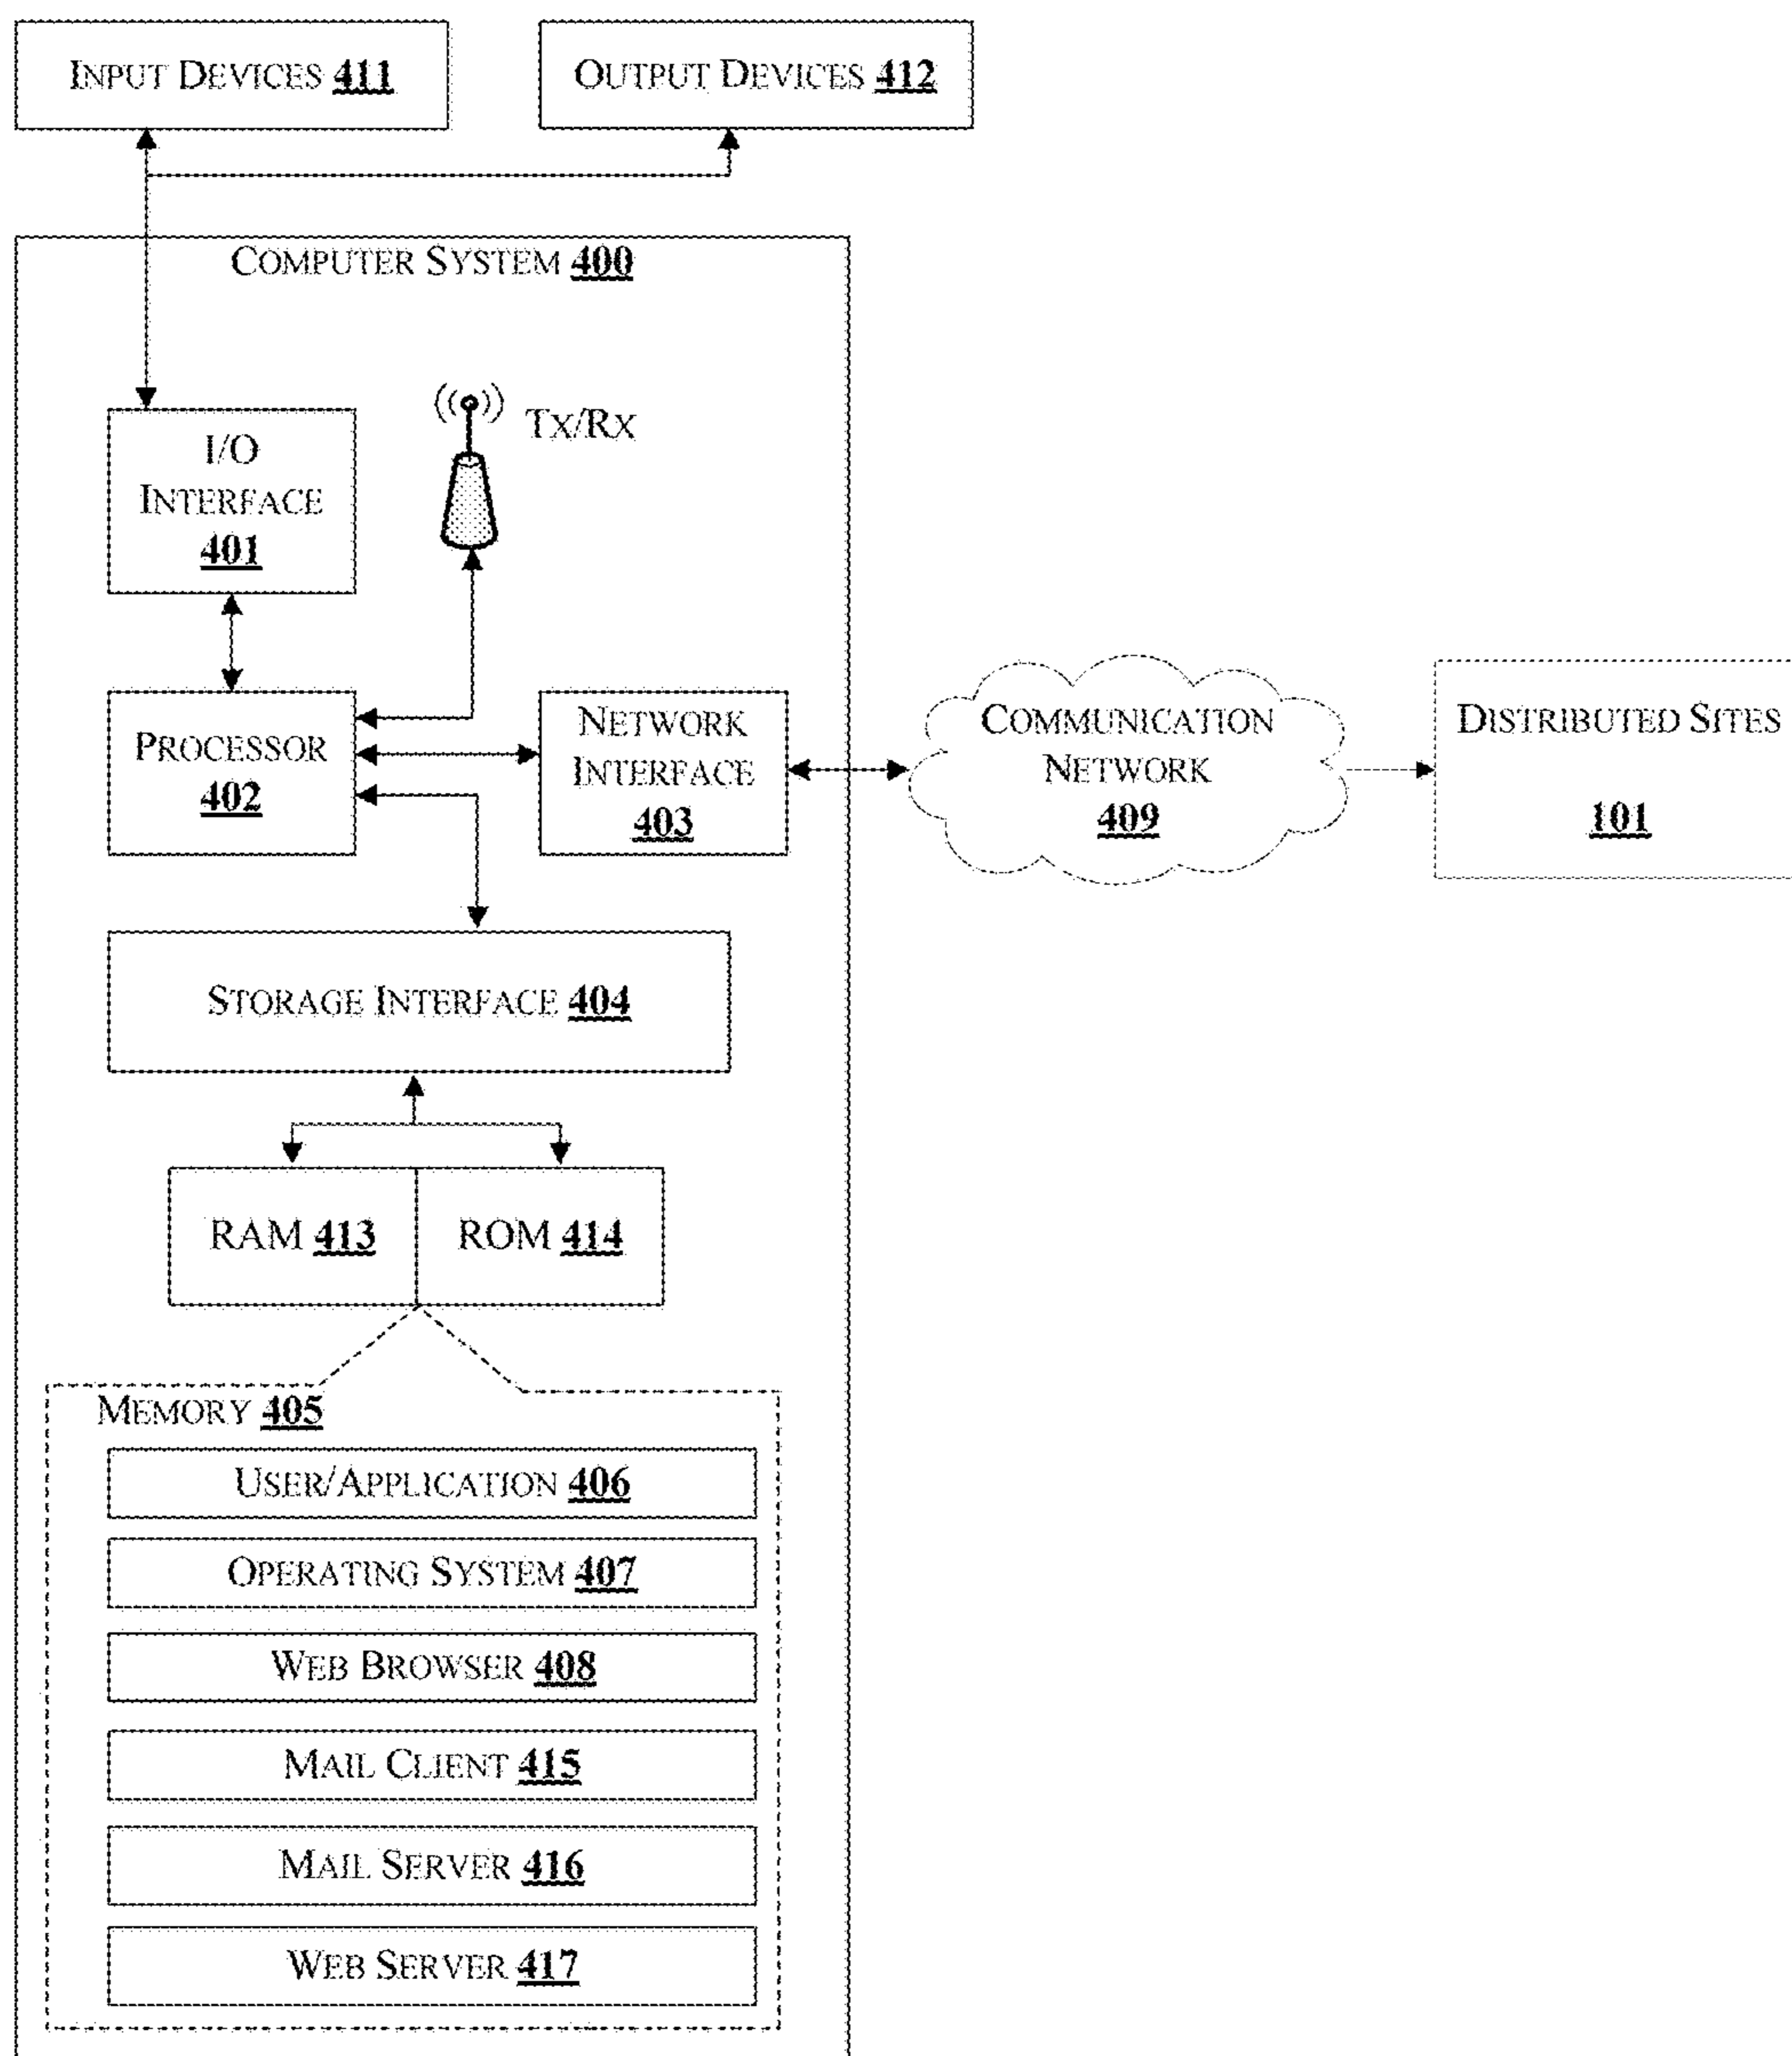 INPUT DEVICES 411
OUTPUT DEVICES 412
COMPUTER SYSTEM 400
I/O
INTERFACE
401
TX/RX
PROCESSOR
402
NETWORK
INTERFACE
403
COMMUNICATION
NETWORK
409
DISTRIBUTED SITES
101
STORAGE INTERFACE 404
RAM 413
ROM 414
MEMORY 405
USER/APPLICATION 406
OPERATING SYSTEM 407
WEB BROWSER 408
MAIL CLIENT 415
MAIL SERVER 416
WEB SERVER 417